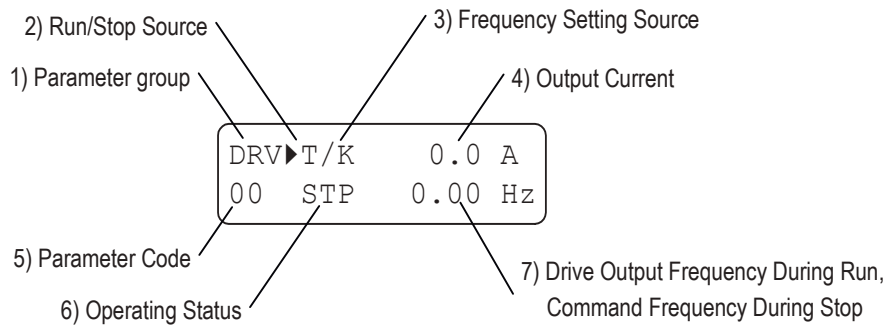 2) Run/Stop Source
3) Frequency Setting Source
1) Parameter group
4) Output Current
DRV▶T/K 0.0 A
00 STP 0.00 Hz
5) Parameter Code
6) Operating Status
7) Drive Output Frequency During Run,
Command Frequency During Stop